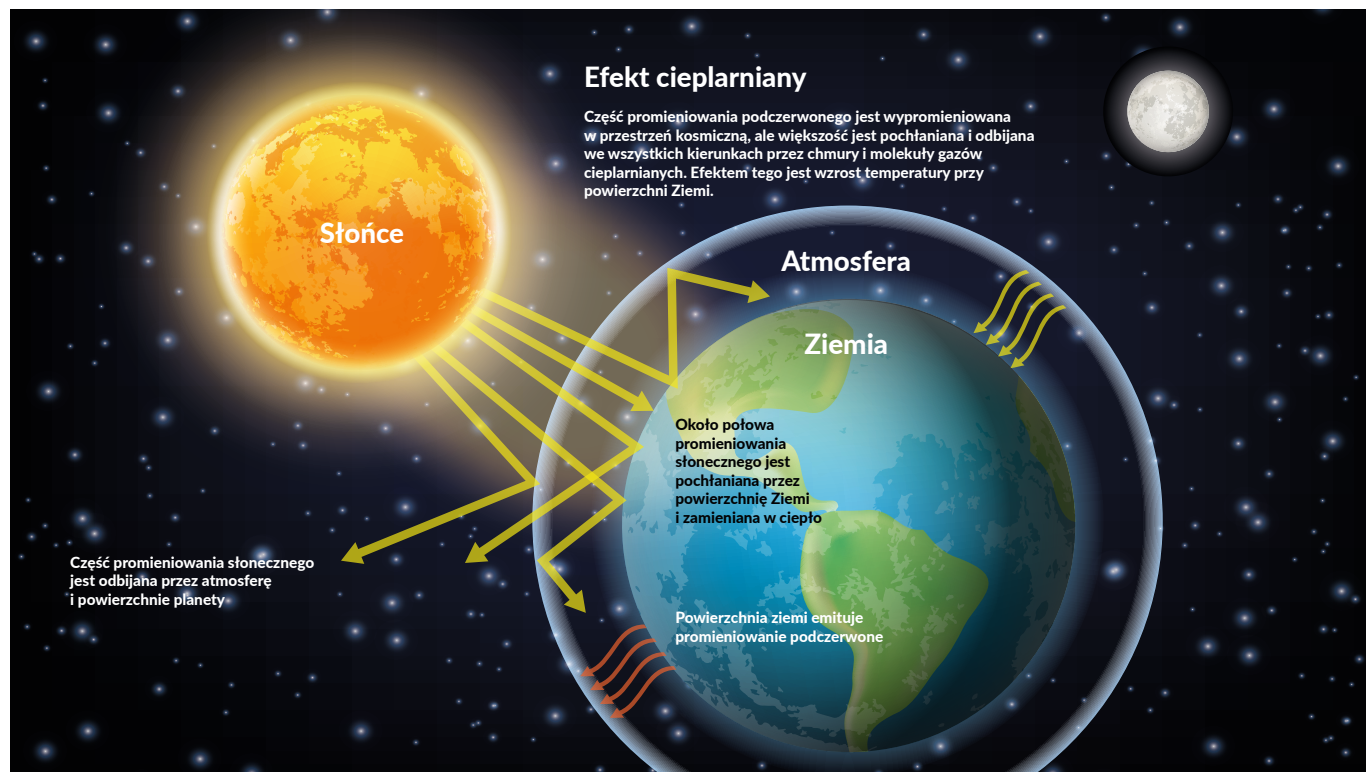 Efekt cieplarniany
Część promieniowania podczerwonego jest wypromieniowana
w przestrzeń kosmiczną, ale większość jest pochłaniana i odbijana
we wszystkich kierunkach przez chmury i molekuły gazów
cieplarnianych. Efektem tego jest wzrost temperatury przy
powierzchni Ziemi.
Słońce
Atmosfera
Ziemia
Około połowa
promieniowania
słonecznego jest
pochłaniana przez
powierzchnię Ziemi
i zamieniana w ciepło
Część promieniowania słonecznego
jest odbijana przez atmosferę
i powierzchnie planety
Powierzchnia ziemi emituje
promieniowanie podczerwone